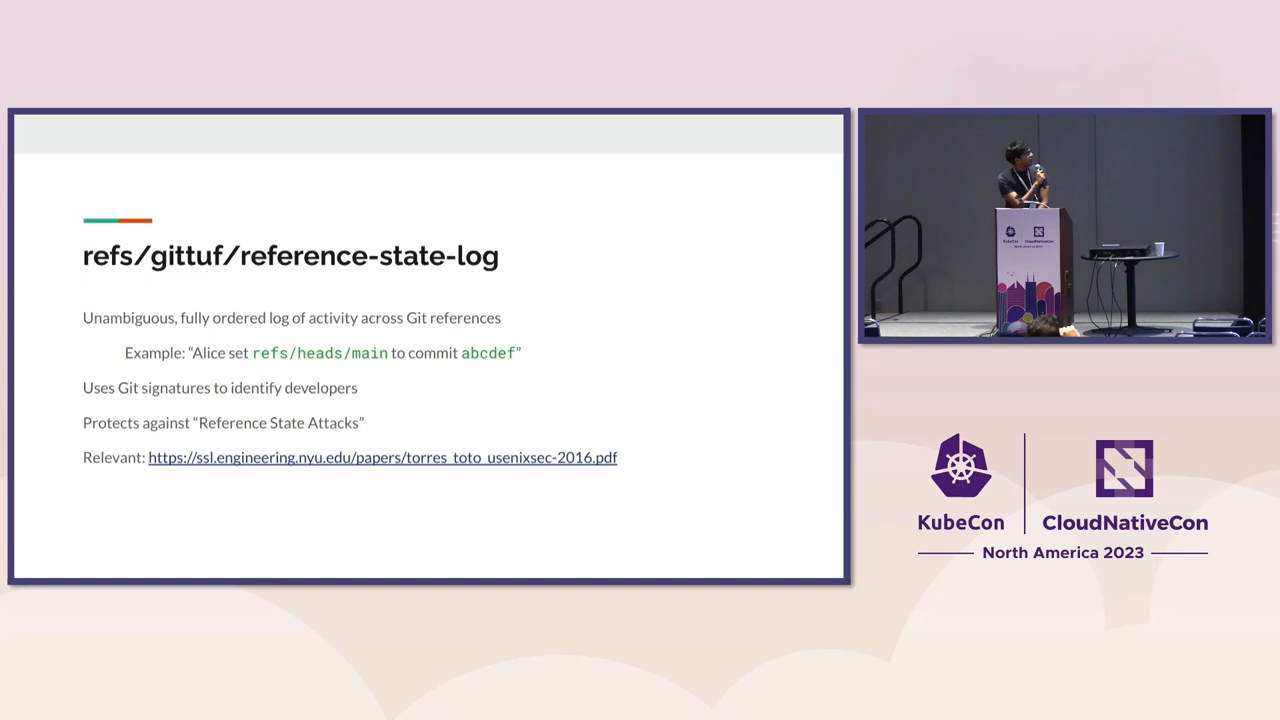 refs/gittuf/reference-state-log
Unambiguous, fully ordered log of activity across Git references
Example: “Alice set refs/heads/main to commit abcdef”
Uses Git signatures to identify developers
Protects against “Reference State Attacks”
Relevant: https://ssl.engineering.nyu.edu/papers/torres_toto_usenixsec-2016.pdf
KubeCon
CloudNativeCon
KubeCon CloudNativeCon
North America 2023